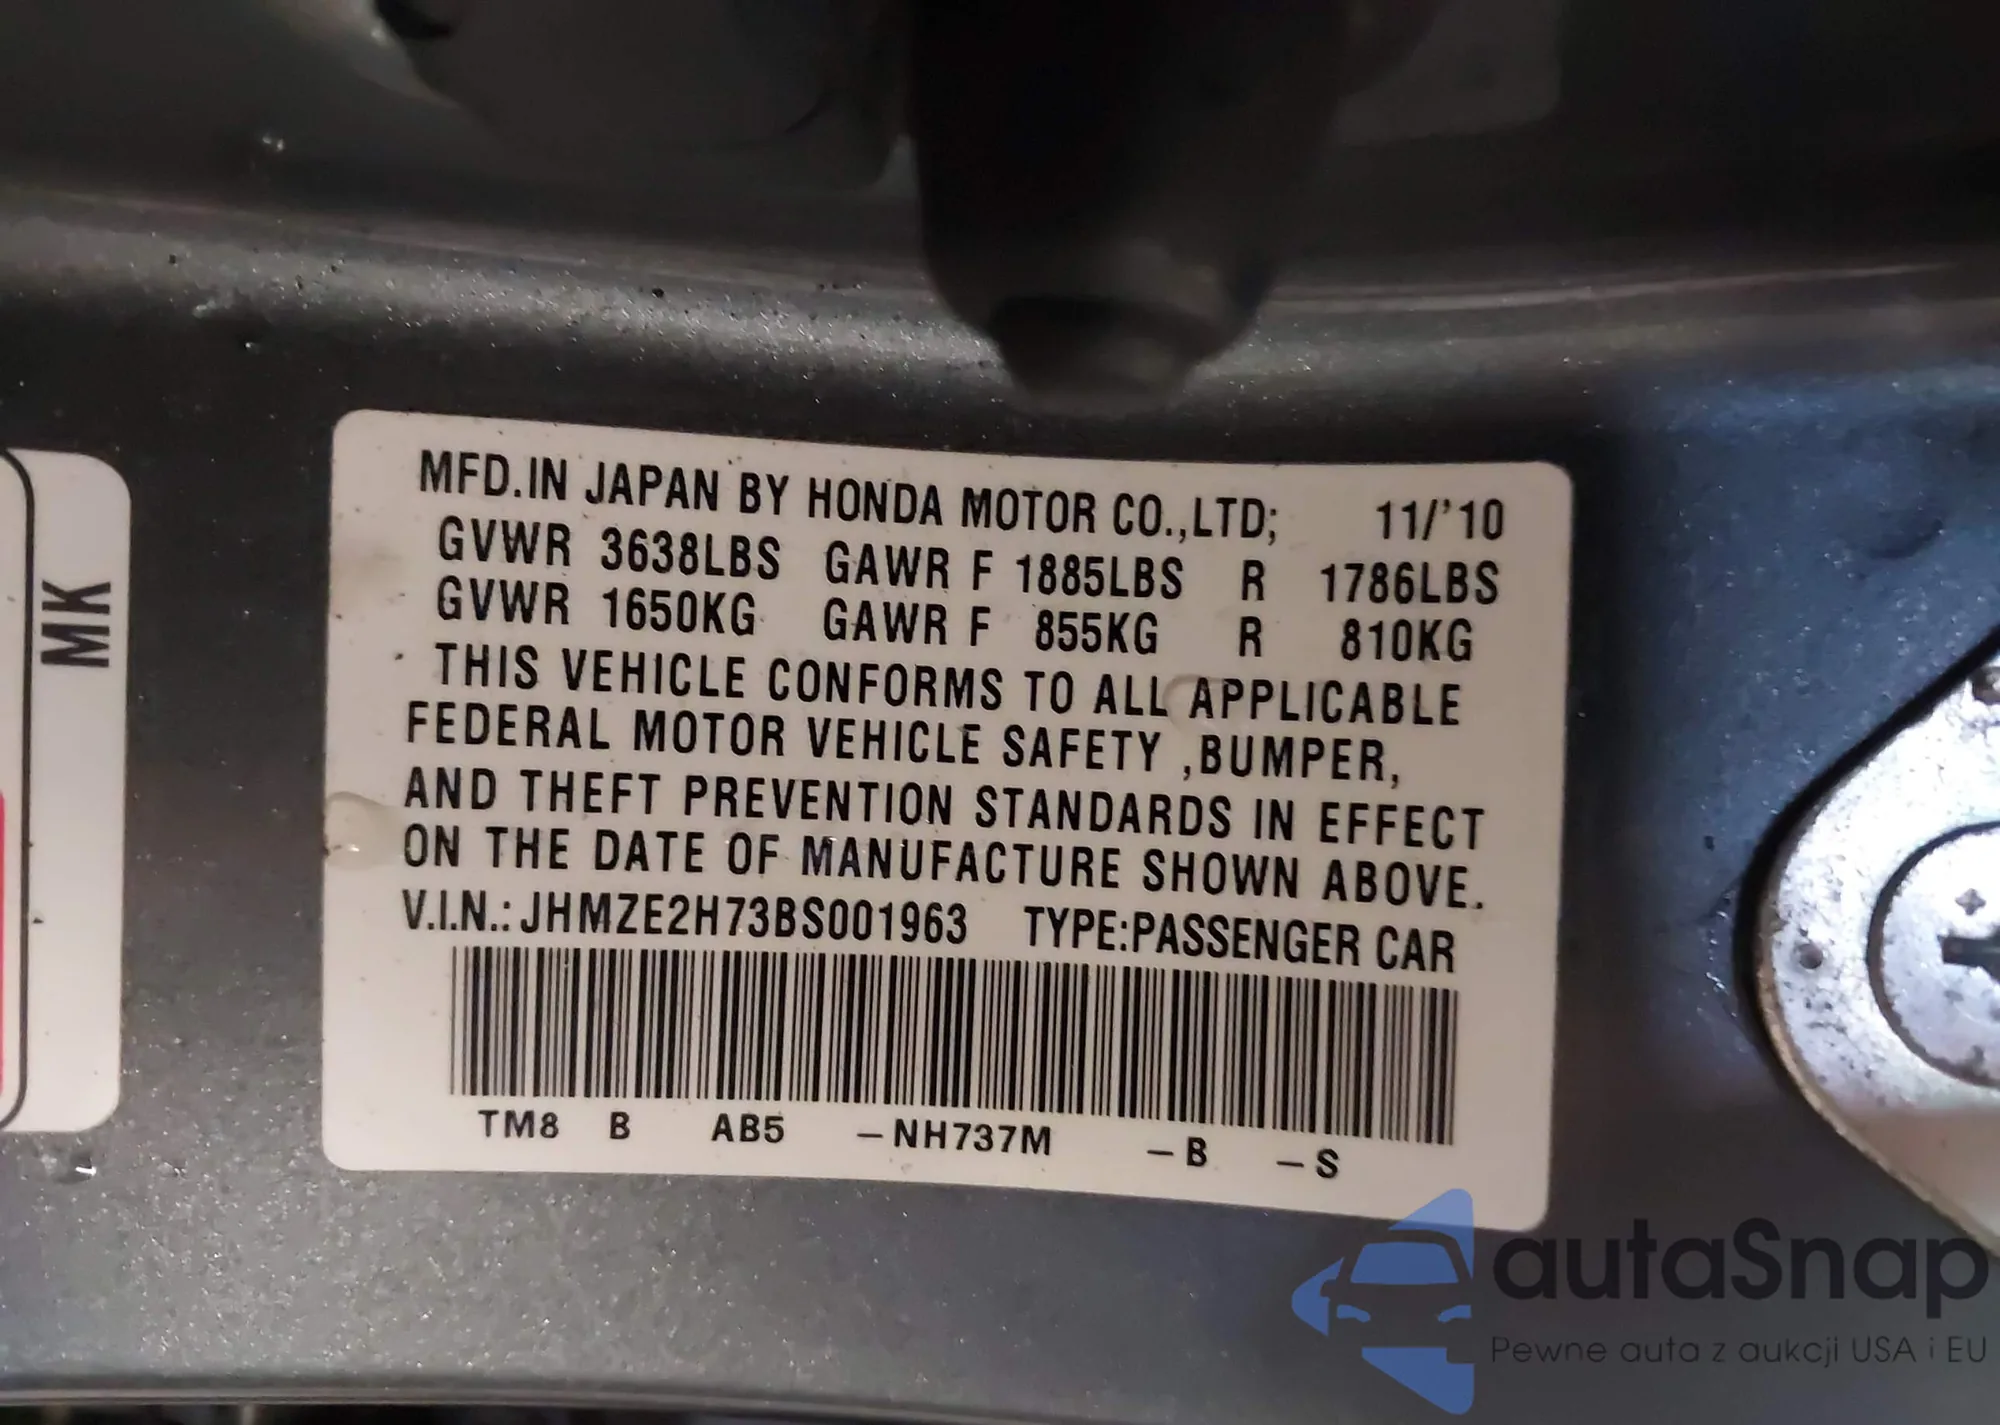 MK
MFD.IN JAPAN BY HONDA MOTOR CO.,LTD; 11/'10
GVWR 3638LBS GAWR F 1885LBS R 1786LBS
GVWR 1650KG GAWR F 855KG R 810KG
THIS VEHICLE CONFORMS TO ALL APPLICABLE
FEDERAL MOTOR VEHICLE SAFETY ,BUMPER,
AND THEFT PREVENTION STANDARDS IN EFFECT
ON THE DATE OF MANUFACTURE SHOWN ABOVE.
V.I.N.: JHMZE2H73BS001963 TYPE:PASSENGER CAR
TM8 B AB5 –NH737M –B –S
autaSnap
Pewne auta z aukcji USA i EU